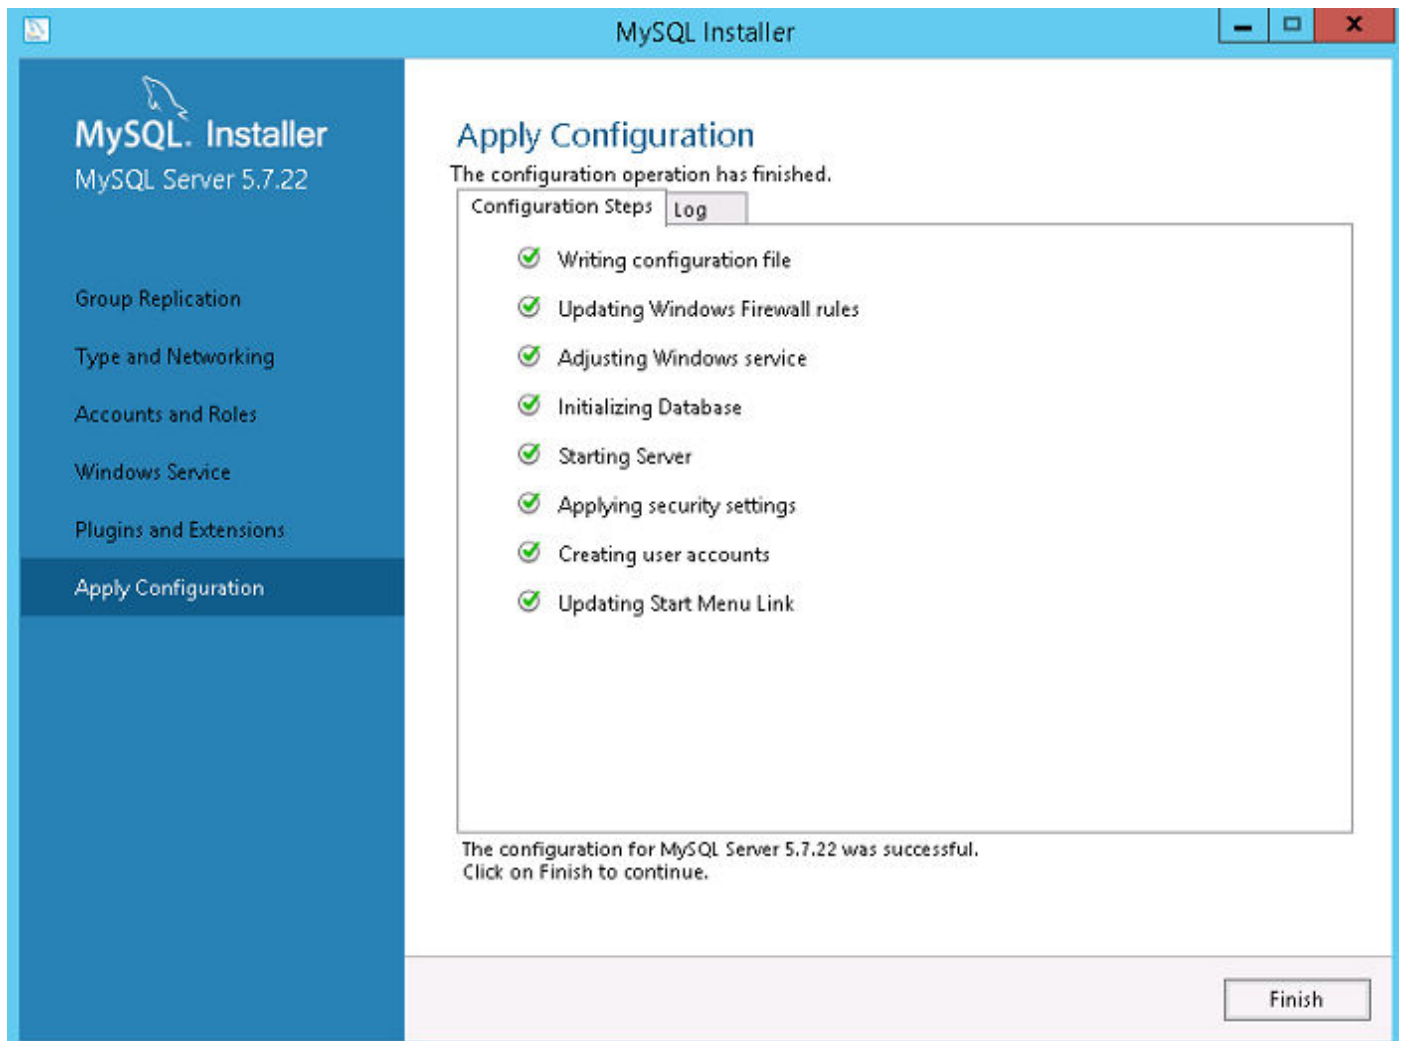 MySQL Installer
MySQL. Installer
MySQL Server 5.7.22
Group Replication
Type and Networking
Accounts and Roles
Windows Service
Plugins and Extensions
Apply Configuration
Apply Configuration
The configuration operation has finished.
Configuration Steps
Log
Writing configuration file
Updating Windows Firewall rules
Adjusting Windows service
Initializing Database
Starting Server
Applying security settings
Creating user accounts
Updating Start Menu Link
The configuration for MySQL Server 5.7.22 was successful.
Click on Finish to continue.
Finish